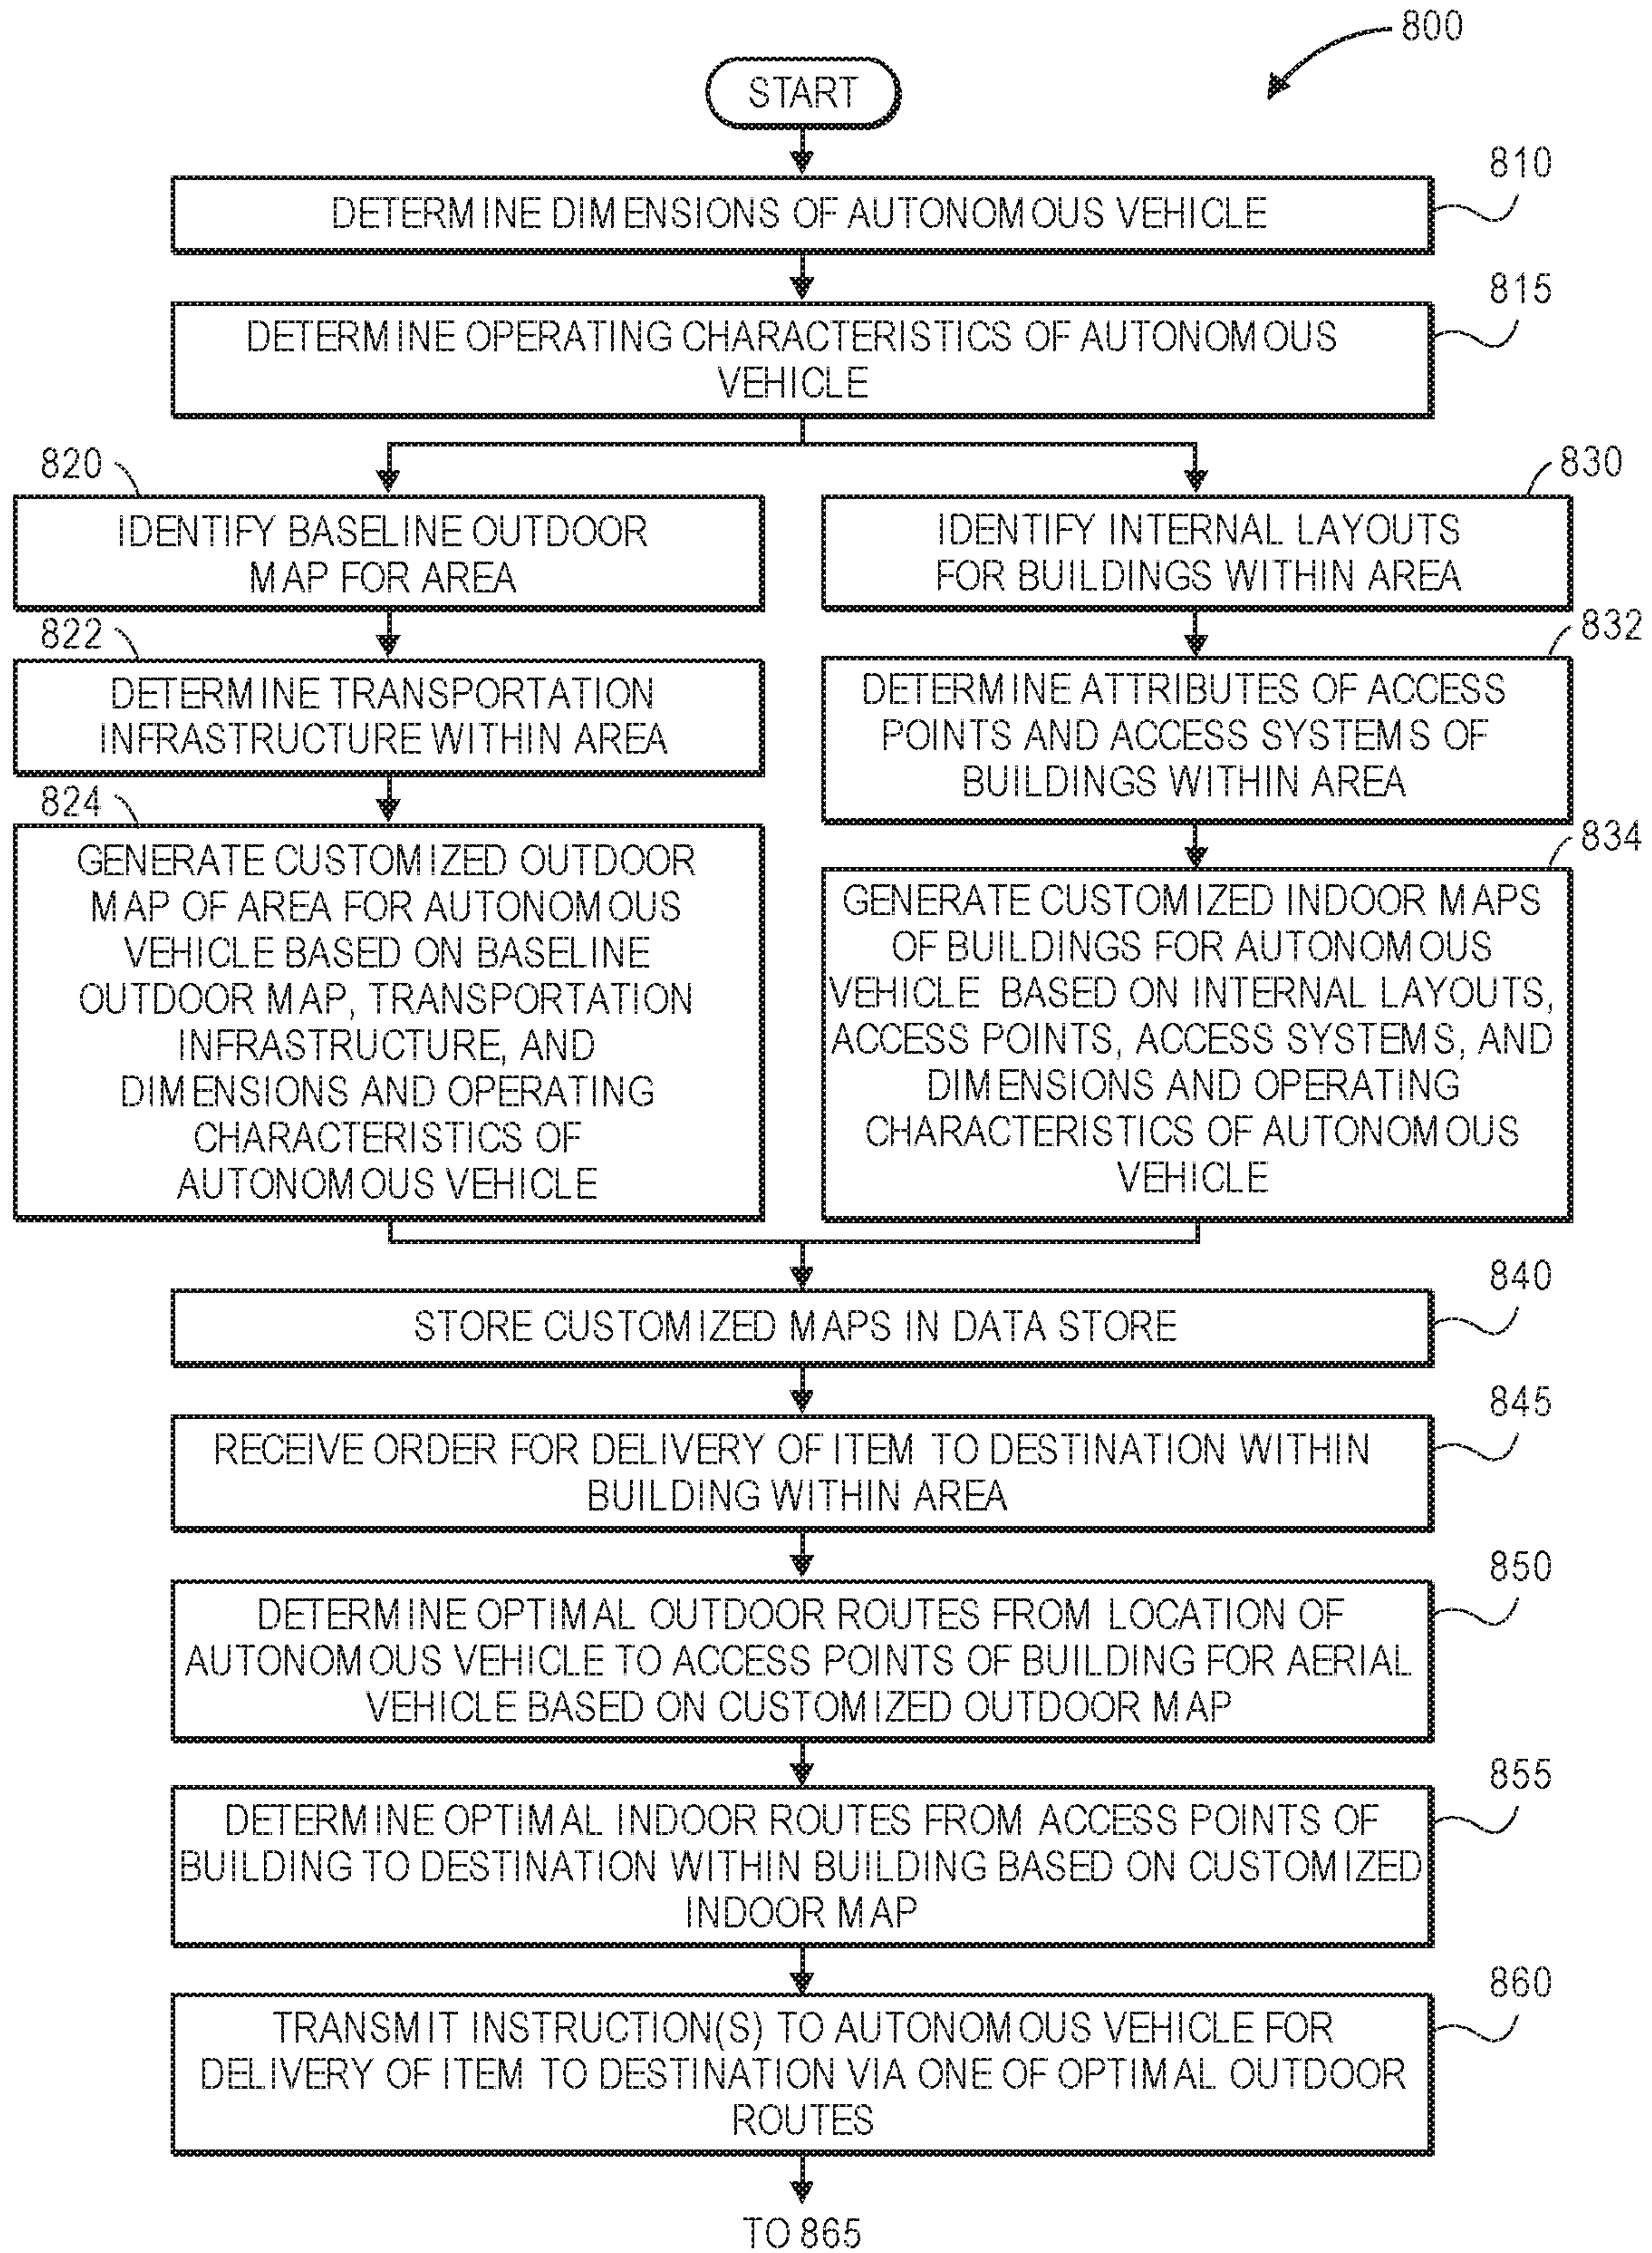 800
START
810
DETERMINE DIMENSIONS OF AUTONOMOUS VEHICLE
815
DETERMINE OPERATING CHARACTERISTICS OF AUTONOMOUS
VEHICLE
820
IDENTIFY BASELINE OUTDOOR
MAP FOR AREA
822
DETERMINE TRANSPORTATION
INFRASTRUCTURE WITHIN AREA
824
GENERATE CUSTOMIZED OUTDOOR
MAP OF AREA FOR AUTONOMOUS
VEHICLE BASED ON BASELINE
OUTDOOR MAP, TRANSPORTATION
INFRASTRUCTURE, AND
DIMENSIONS AND OPERATING
CHARACTERISTICS OF
AUTONOMOUS VEHICLE
830
IDENTIFY INTERNAL LAYOUTS
FOR BUILDINGS WITHIN AREA
832
DETERMINE ATTRIBUTES OF ACCESS
POINTS AND ACCESS SYSTEMS OF
BUILDINGS WITHIN AREA
834
GENERATE CUSTOMIZED INDOOR MAPS
OF BUILDINGS FOR AUTONOMOUS
VEHICLE BASED ON INTERNAL LAYOUTS,
ACCESS POINTS, ACCESS SYSTEMS, AND
DIMENSIONS AND OPERATING
CHARACTERISTICS OF AUTONOMOUS
VEHICLE
840
STORE CUSTOMIZED MAPS IN DATA STORE
845
RECEIVE ORDER FOR DELIVERY OF ITEM TO DESTINATION WITHIN
BUILDING WITHIN AREA
850
DETERMINE OPTIMAL OUTDOOR ROUTES FROM LOCATION OF
AUTONOMOUS VEHICLE TO ACCESS POINTS OF BUILDING FOR AERIAL
VEHICLE BASED ON CUSTOMIZED OUTDOOR MAP
855
DETERMINE OPTIMAL INDOOR ROUTES FROM ACCESS POINTS OF
BUILDING TO DESTINATION WITHIN BUILDING BASED ON CUSTOMIZED
INDOOR MAP
860
TRANSMIT INSTRUCTION(S) TO AUTONOMOUS VEHICLE FOR
DELIVERY OF ITEM TO DESTINATION VIA ONE OF OPTIMAL OUTDOOR
ROUTES
TO 865